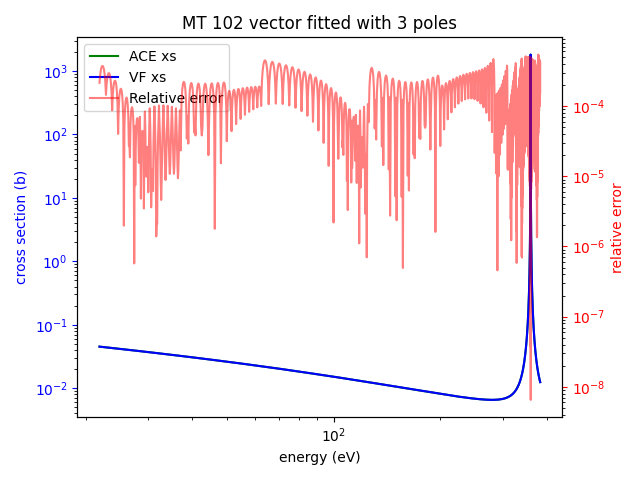 MT 102 vector fitted with 3 poles
ACE xs
VF xs
Relative error
cross section (b)
10³
10²
10¹
10⁰
10⁻¹
10⁻²
10⁻⁴
10⁻⁵
10⁻⁶
10⁻⁷
10⁻⁸
relative error
10²
energy (eV)